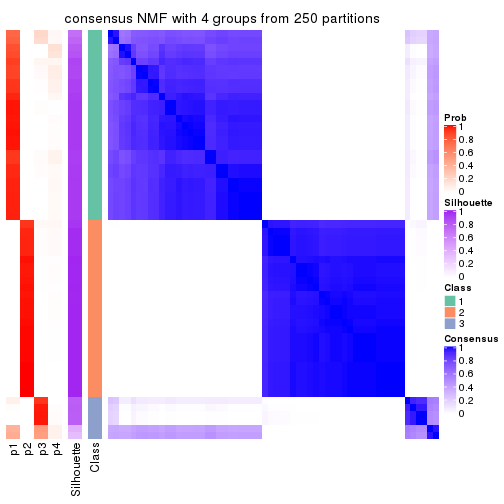 consensus NMF with 4 groups from 250 partitions
Prob
1
0.8
0.6
0.4
0.2
0
Silhouette
1
0.8
0.6
0.4
0.2
0
Class
1
2
3
Consensus
1
0.8
0.6
0.4
0.2
0
p1
p2
p3
p4
Silhouette
Class